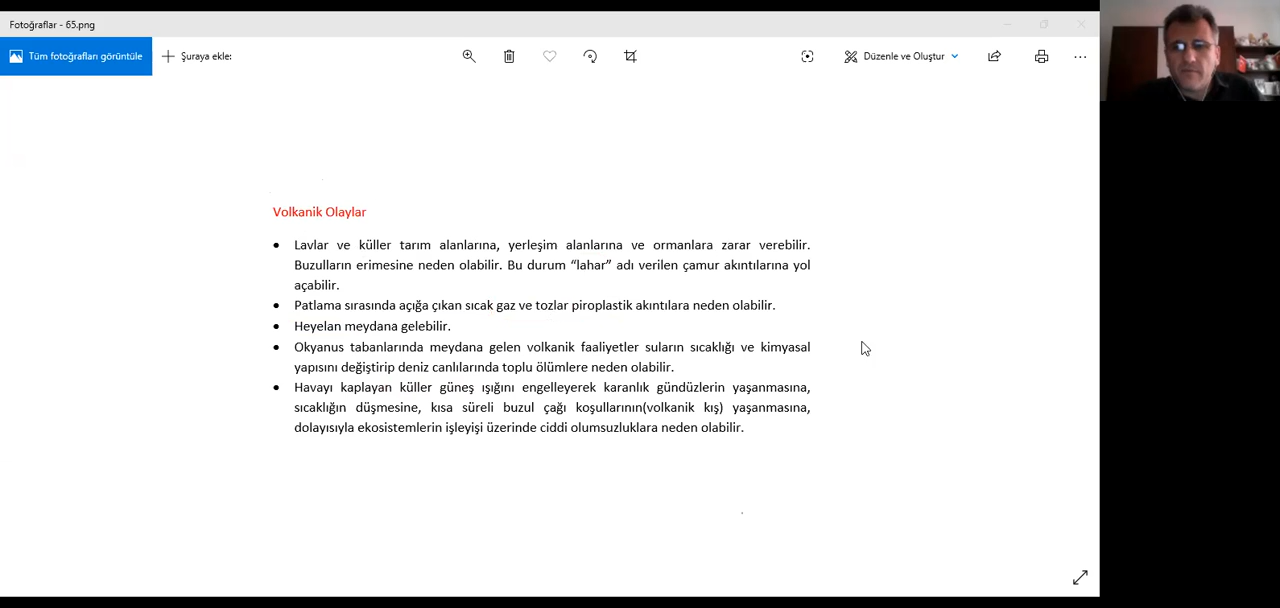 Fotoğraflar - 65.png
Tüm fotoğrafları görüntüle
Şuraya ekle:
Düzenle ve Oluştur
Volkanik Olaylar
• Lavlar ve küller tarım alanlarına, yerleşim alanlarına ve ormanlara zarar verebilir.
Buzulların erimesine neden olabilir. Bu durum “lahar” adı verilen çamur akıntılarına yol
açabilir.
• Patlama sırasında açığa çıkan sıcak gaz ve tozlar piroplastik akıntılara neden olabilir.
• Heyelan meydana gelebilir.
• Okyanus tabanlarında meydana gelen volkanik faaliyetler suların sıcaklığı ve kimyasal
yapısını değiştirip deniz canlılarında toplu ölümlere neden olabilir.
• Havayı kaplayan küller güneş ışığını engelleyerek karanlık gündüzlerin yaşanmasına,
sıcaklığın düşmesine, kısa süreli buzul çağı koşullarının(volkanik kış) yaşanmasına,
dolayısıyla ekosistemlerin işleyişi üzerinde ciddi olumsuzluklara neden olabilir.